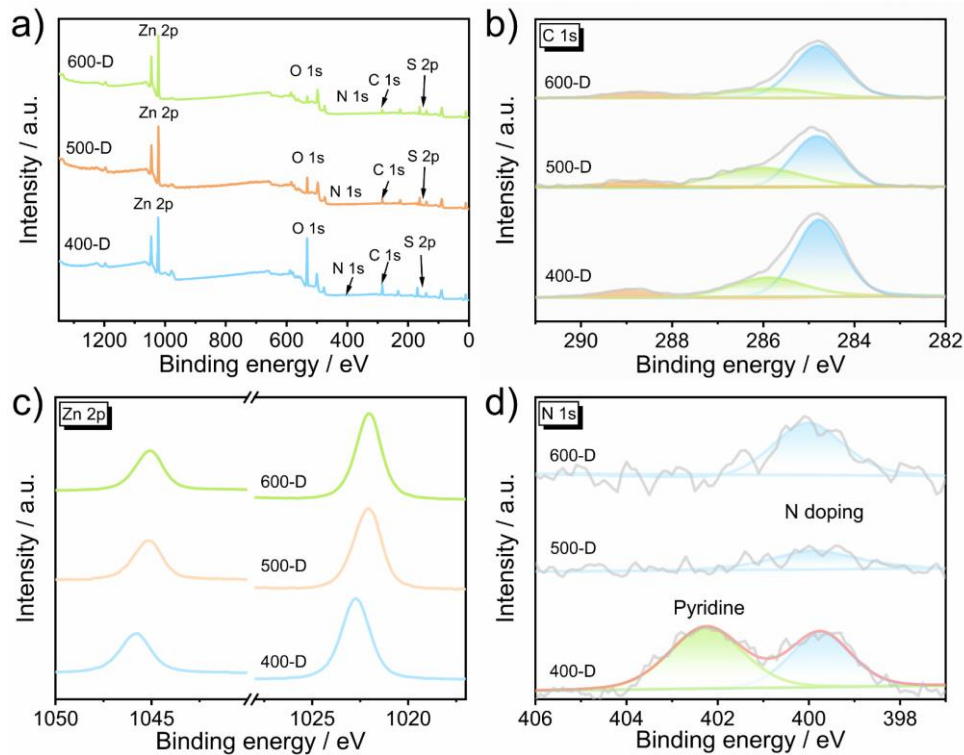 a)
Zn 2p
600-D
O 1s
N 1s
C 1s
S 2p
Zn 2p
500-D
O 1s
N 1s
C 1s
S 2p
Zn 2p
400-D
O 1s
N 1s
C 1s
S 2p
Intensity / a.u.
1200 1000 800 600 400 200 0
Binding energy / eV
b)
C 1s
600-D
500-D
400-D
Intensity / a.u.
290 288 286 284 282
Binding energy / eV
c)
Zn 2p
600-D
500-D
400-D
Intensity / a.u.
1050 1045 1025 1020
Binding energy / eV
d)
N 1s
600-D
N doping
500-D
Pyridine
400-D
Intensity / a.u.
406 404 402 400 398
Binding energy / eV